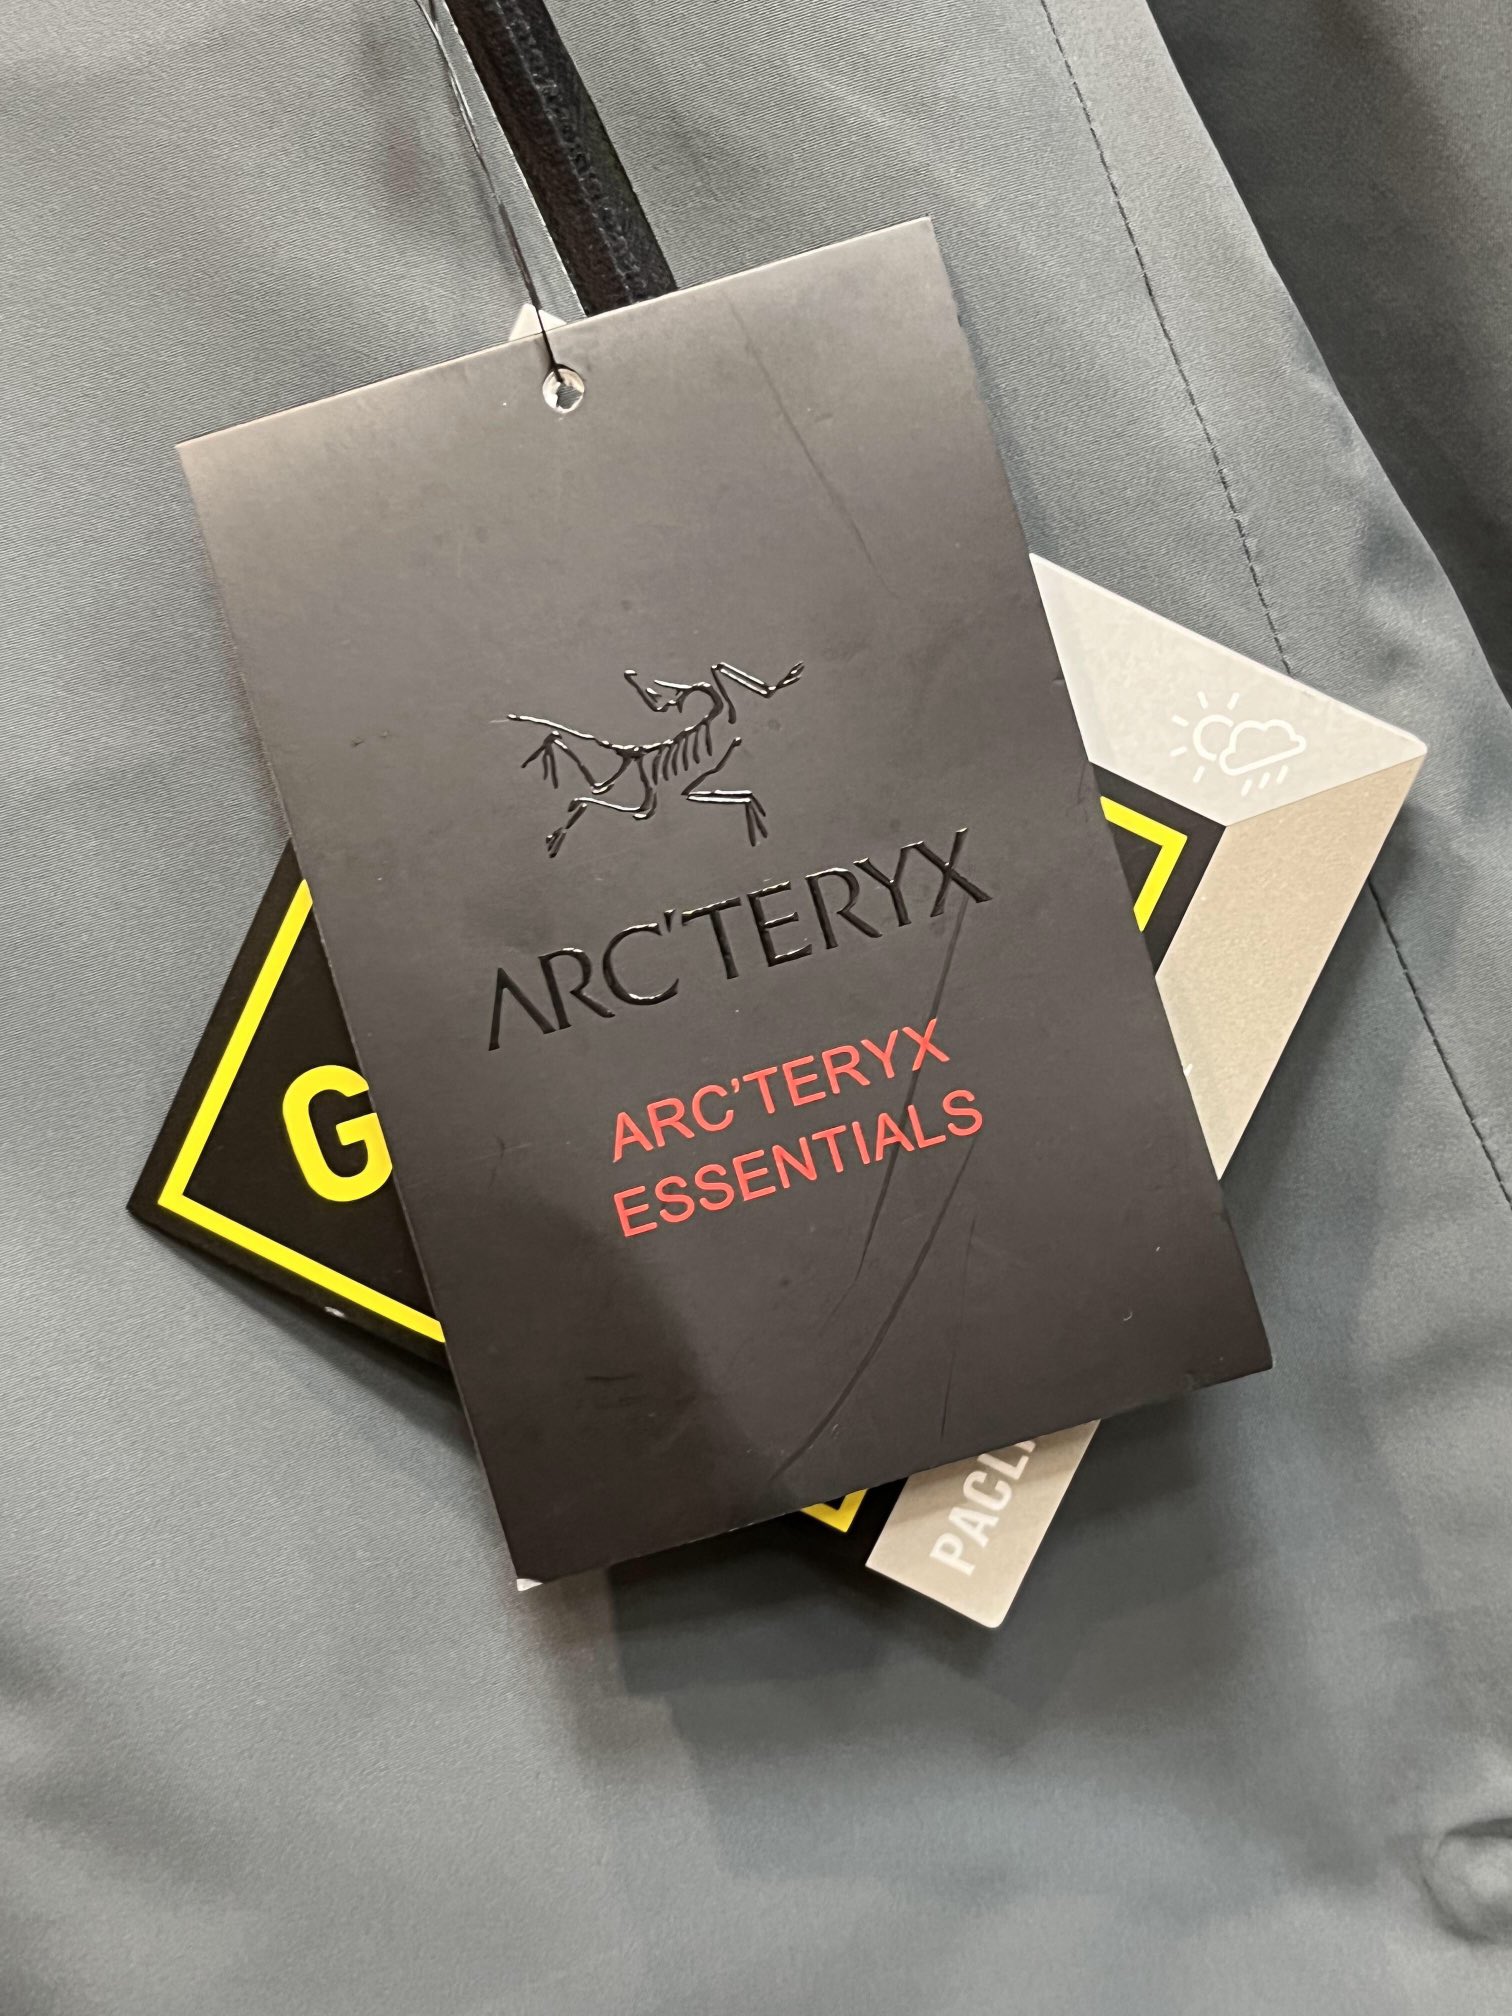 ARC'TERYX
ARC'TERYX
ESSENTIALS
G
PACL